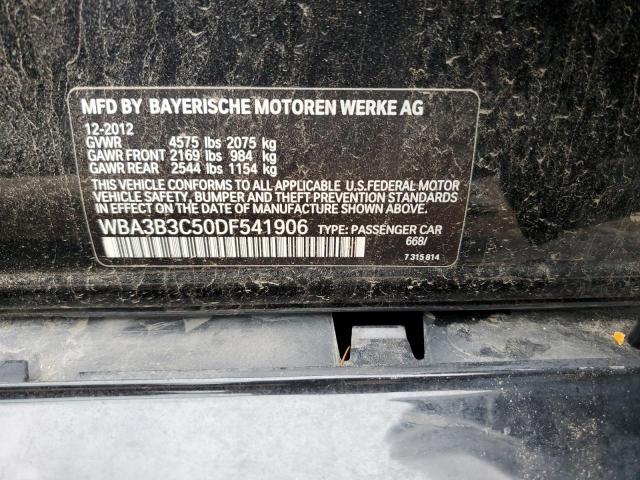 MFD BY BAYERISCHE MOTOREN WERKE AG
12-2012
GVWR 4575 lbs 2075 kg
GAWR FRONT 2169 lbs 984 kg
GAWR REAR 2544 lbs 1154 kg
THIS VEHICLE CONFORMS TO ALL APPLICABLE U.S.FEDERAL MOTOR
VEHICLE SAFETY, BUMPER AND THEFT PREVENTION STANDARDS
IN EFFECT ON THE DATE OF MANUFACTURE SHOWN ABOVE.
WBA3B3C50DF541906 TYPE: PASSENGER CAR
668/
7 315 814